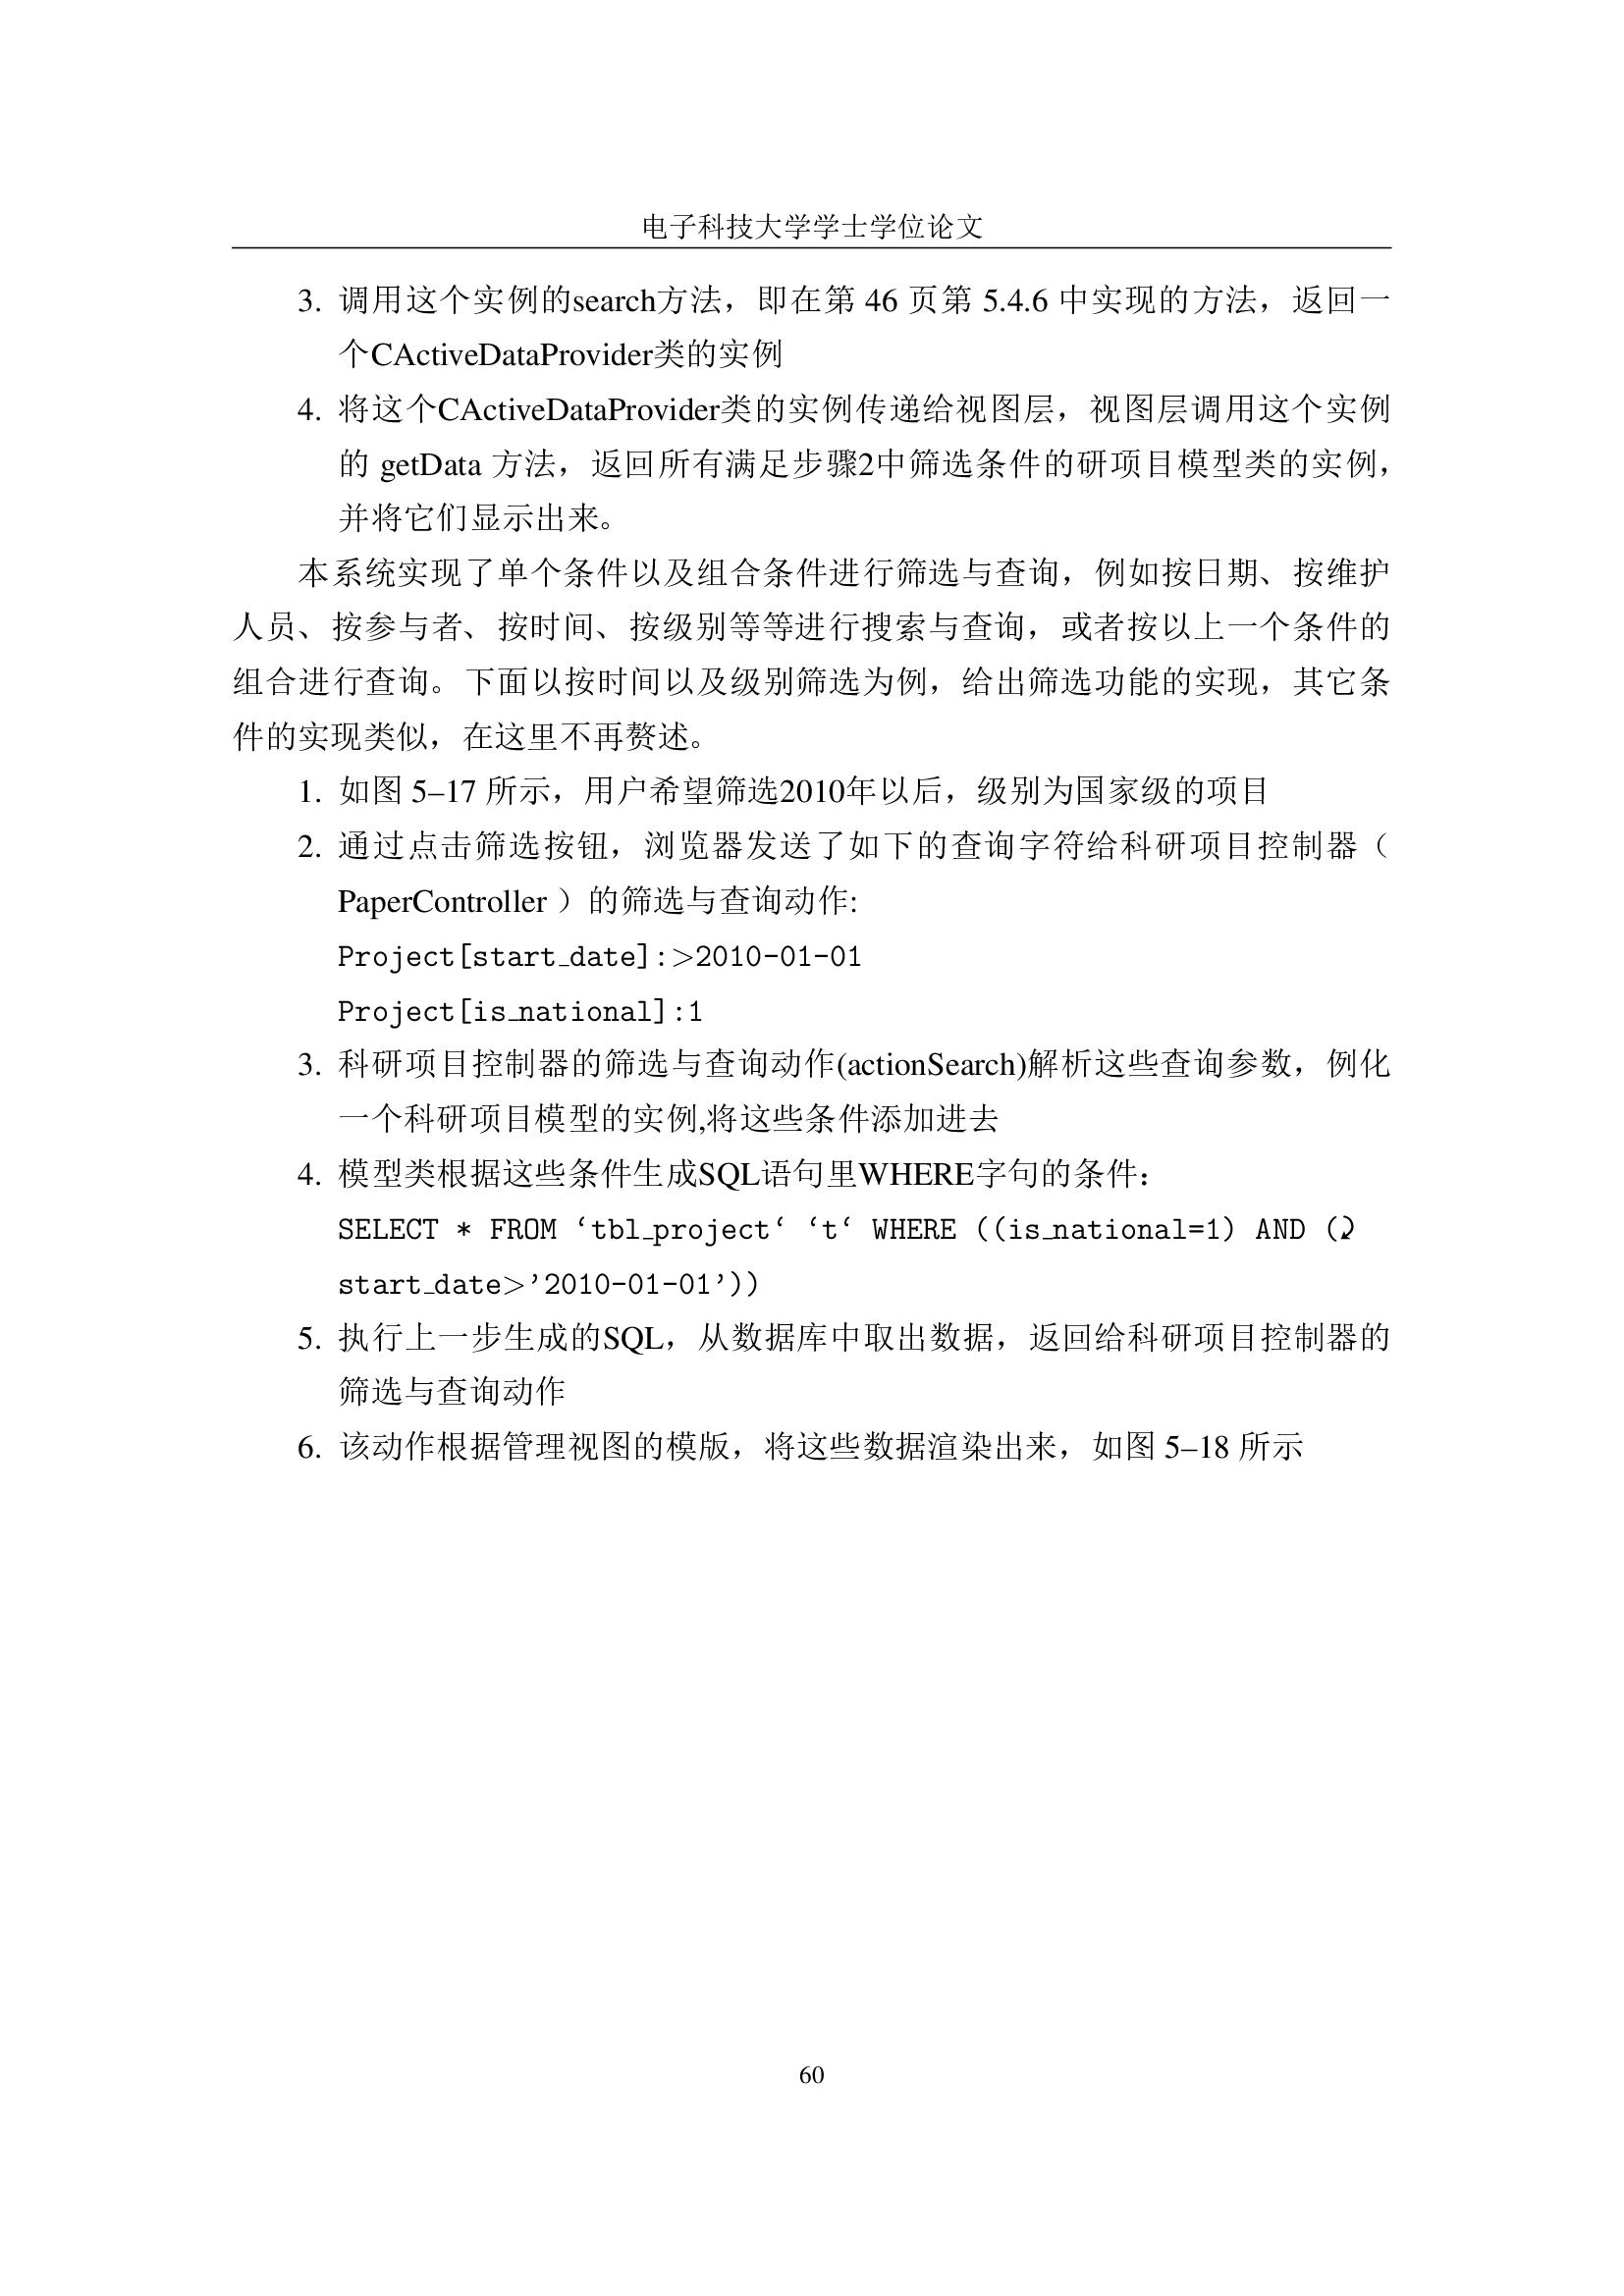 电子科技大学学士学位论文
3. 调用这个实例的search方法，即在第 46 页第 5.4.6 中实现的方法，返回一
个CActiveDataProvider类的实例
4. 将这个CActiveDataProvider类的实例传递给视图层，视图层调用这个实例
的 getData 方法，返回所有满足步骤2中筛选条件的研项目模型类的实例，
并将它们显示出来。
本系统实现了单个条件以及组合条件进行筛选与查询，例如按日期、按维护
人员、按参与者、按时间、按级别等等进行搜索与查询，或者按以上一个条件的
组合进行查询。下面以按时间以及级别筛选为例，给出筛选功能的实现，其它条
件的实现类似，在这里不再赘述。
1. 如图 5–17 所示，用户希望筛选2010年以后，级别为国家级的项目
2. 通过点击筛选按钮，浏览器发送了如下的查询字符给科研项目控制器（
PaperController ）的筛选与查询动作:
Project[start_date]:>2010-01-01
Project[is_national]:1
3. 科研项目控制器的筛选与查询动作(actionSearch)解析这些查询参数，例化
一个科研项目模型的实例,将这些条件添加进去
4. 模型类根据这些条件生成SQL语句里WHERE字句的条件：
SELECT * FROM ‘tbl_project‘ ‘t‘ WHERE ((is_national=1) AND (⤸
start_date>’2010-01-01’))
5. 执行上一步生成的SQL，从数据库中取出数据，返回给科研项目控制器的
筛选与查询动作
6. 该动作根据管理视图的模版，将这些数据渲染出来，如图 5–18 所示
60